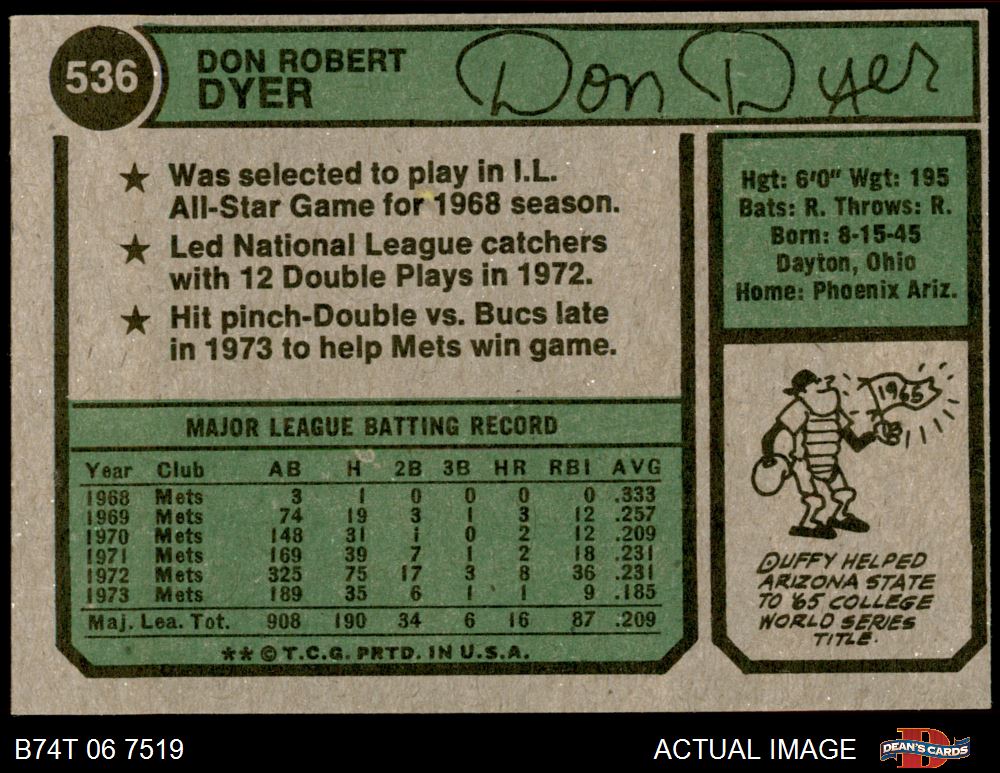 536
DON ROBERT
DYER
Don Dyer
★ Was selected to play in I.L.
All-Star Game for 1968 season.
★ Led National League catchers
with 12 Double Plays in 1972.
★ Hit pinch-Double vs. Bucs late
in 1973 to help Mets win game.
Hgt: 6'0" Wgt: 195
Bats: R. Throws: R.
Born: 8-15-45
Dayton, Ohio
Home: Phoenix Ariz.
1965
DUFFY HELPED
ARIZONA STATE
TO '65 COLLEGE
WORLD SERIES
TITLE.
MAJOR LEAGUE BATTING RECORD
Year Club AB H 2B 3B HR RBI AVG
1968 Mets 3 1 0 0 0 0 .333
1969 Mets 74 19 3 1 3 12 .257
1970 Mets 148 31 1 0 2 12 .209
1971 Mets 169 39 7 1 2 18 .231
1972 Mets 325 75 17 3 8 36 .231
1973 Mets 189 35 6 1 1 9 .185
Maj. Lea. Tot. 908 190 34 6 16 87 .209
** © T.C.G. PRTD. IN U.S.A.
B74T 06 7519
ACTUAL IMAGE
DEAN'S CARDS